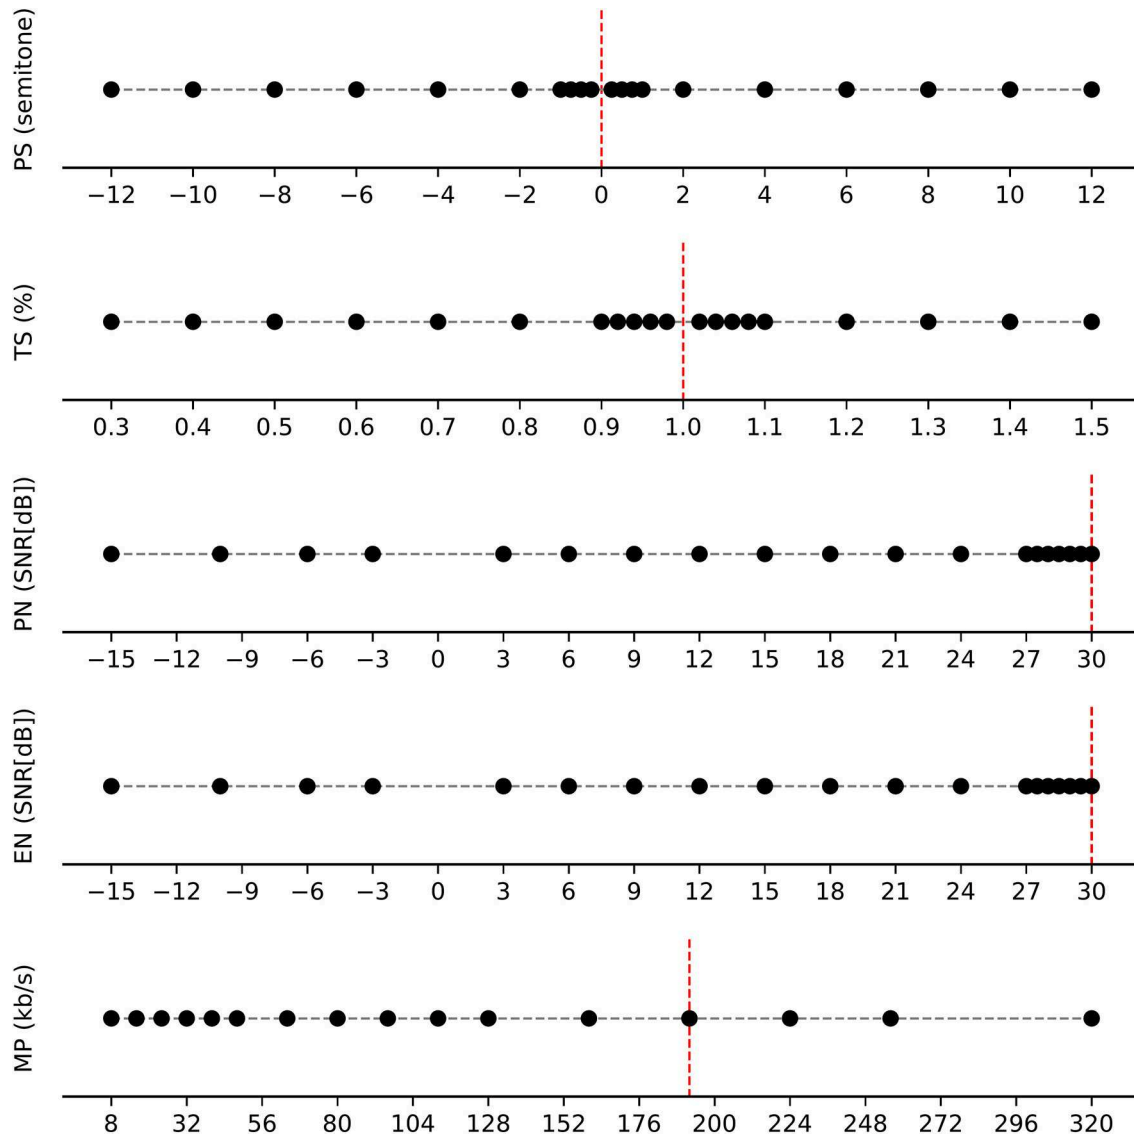 PS (semitone)
−12 −10 −8 −6 −4 −2 0 2 4 6 8 10 12
TS (%)
0.3 0.4 0.5 0.6 0.7 0.8 0.9 1.0 1.1 1.2 1.3 1.4 1.5
PN (SNR[dB])
−15 −12 −9 −6 −3 0 3 6 9 12 15 18 21 24 27 30
EN (SNR[dB])
−15 −12 −9 −6 −3 0 3 6 9 12 15 18 21 24 27 30
MP (kb/s)
8 32 56 80 104 128 152 176 200 224 248 272 296 320